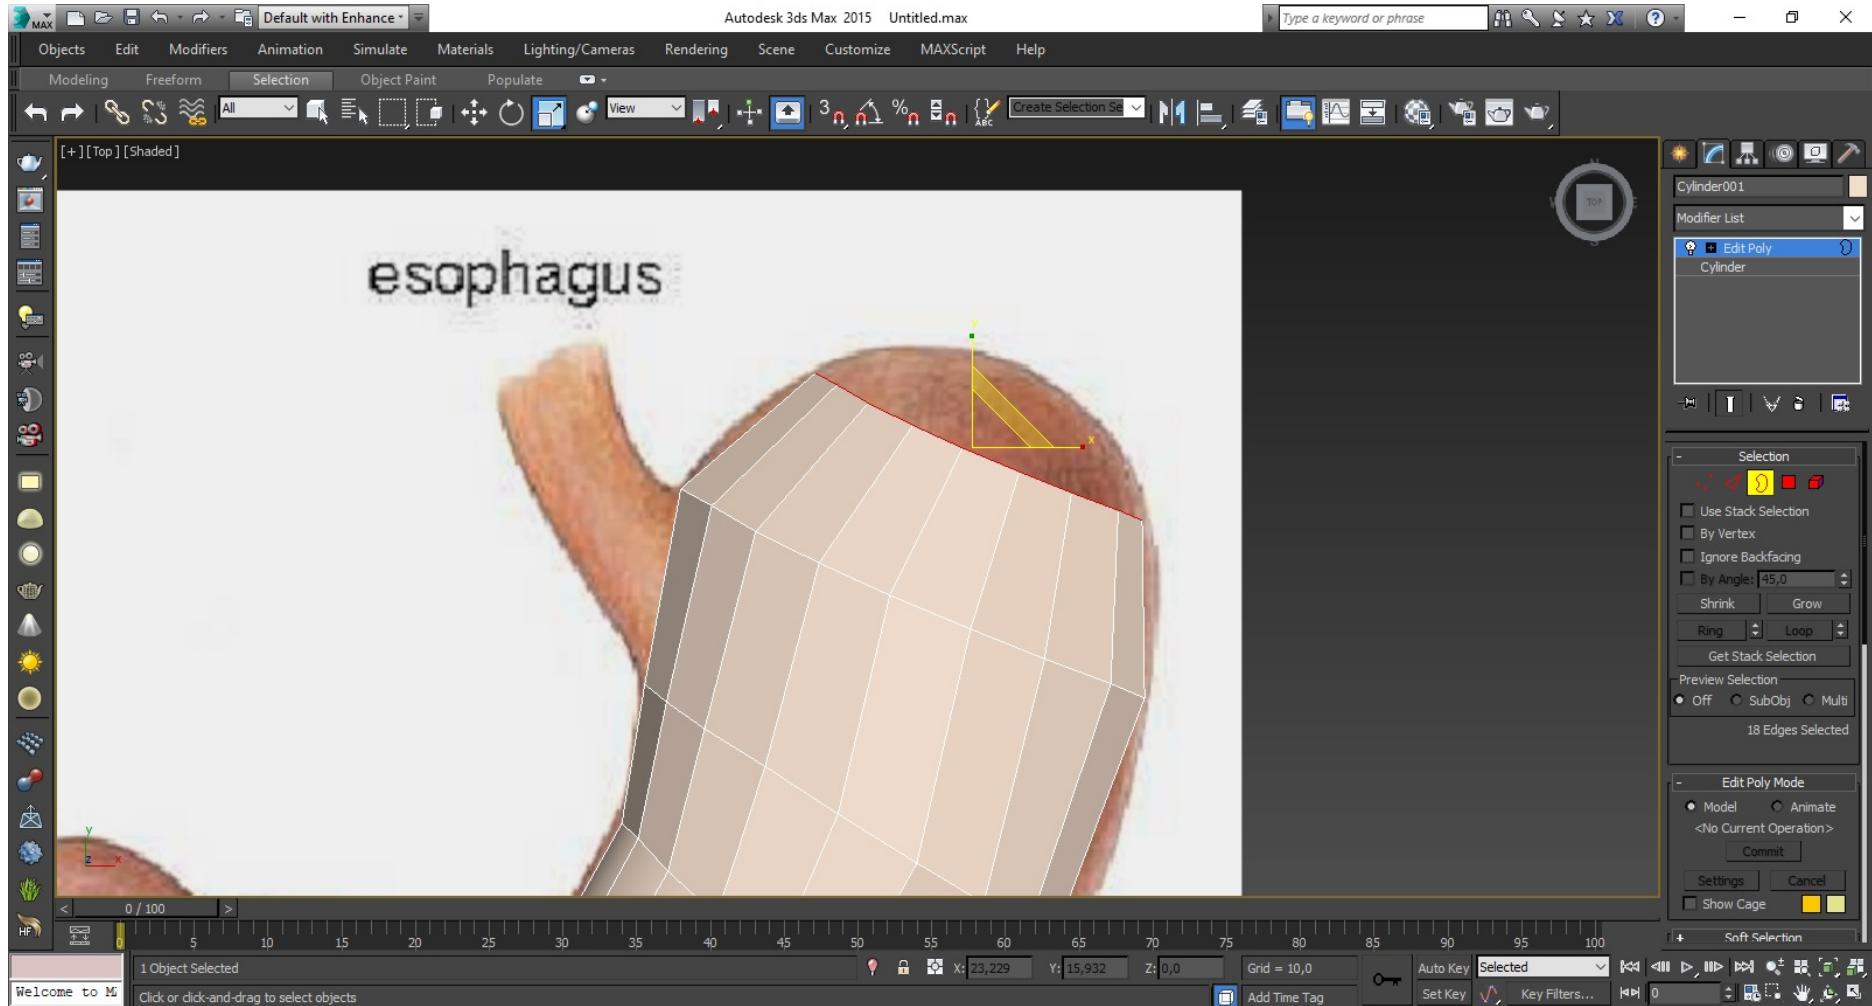 MAX
Default with Enhance
Autodesk 3ds Max 2015 Untitled.max
Type a keyword or phrase
Objects Edit Modifiers Animation Simulate Materials Lighting/Cameras Rendering Scene Customize MAXScript Help
Modeling Freeform Selection Object Paint Populate
All
View
3
%
ABC
Create Selection Se
[+][Top][Shaded]
esophagus
TOP
N
W
E
S
y
x
y
z
x
Cylinder001
Modifier List
Edit Poly
Cylinder
- Selection
Use Stack Selection
By Vertex
Ignore Backfacing
By Angle: 45,0
Shrink Grow
Ring Loop
Get Stack Selection
Preview Selection
Off SubObj Multi
18 Edges Selected
- Edit Poly Mode
Model Animate
<No Current Operation>
Commit
Settings Cancel
Show Cage
+ Soft Selection
HF
< 0 / 100 >
0 5 10 15 20 25 30 35 40 45 50 55 60 65 70 75 80 85 90 95 100
1 Object Selected
X: 23,229 Y: 15,932 Z: 0,0
Grid = 10,0
Auto Key Selected
Welcome to M
Click or click-and-drag to select objects
Add Time Tag
Set Key Key Filters...
0